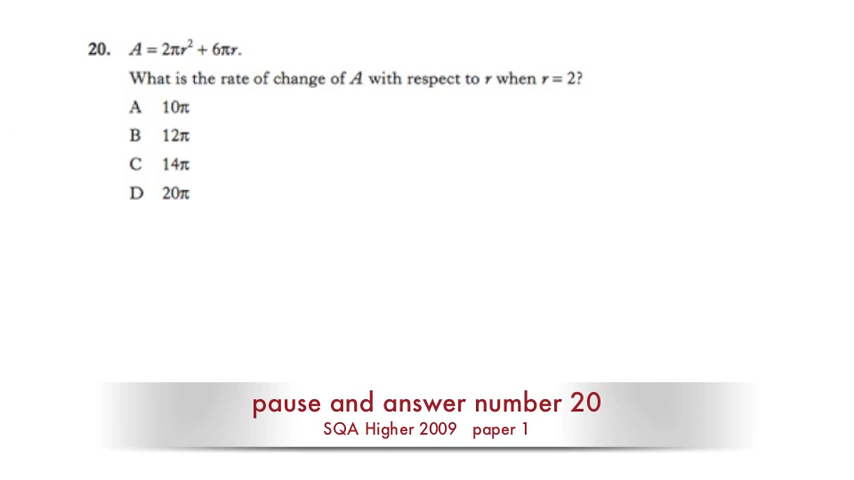 20. A = 2πr² + 6πr.
What is the rate of change of A with respect to r when r = 2?
A 10π
B 12π
C 14π
D 20π
pause and answer number 20
SQA Higher 2009 paper 1